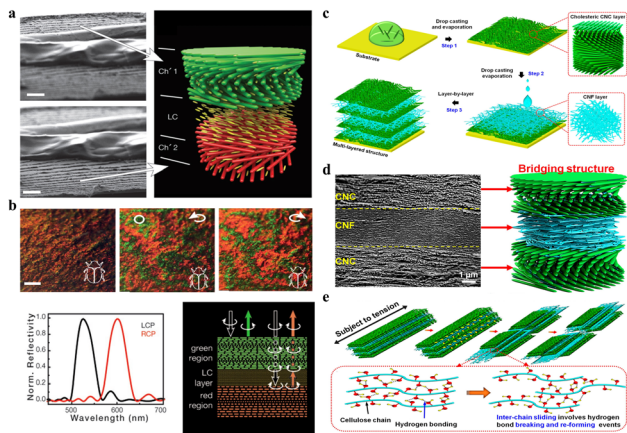 a
Ch' 1
LC
Ch' 2
b
Norm. Reflectivity
1.0
0.8
0.6
0.4
0.2
0.0
LCP
RCP
500
600
700
Wavelength (nm)
green
region
LC
layer
red
region
c
Substrate
Drop casting
and evaporation
Step 1
Cholesteric CNC layer
Drop casting
evaporation
Step 2
CNF layer
Layer-by-layer
Step 3
Multi-layered structure
d
CNC
CNF
CNC
1 μm
Bridging structure
e
Subject to tension
Cellulose chain
Hydrogen bonding
Inter-chain sliding involves hydrogen
bond breaking and re-forming events